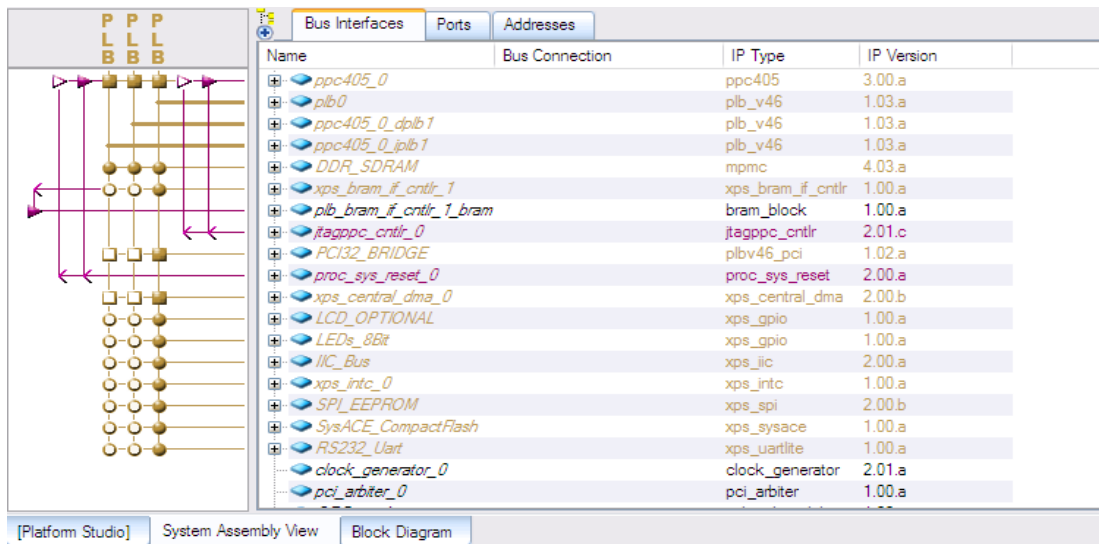 PLB PLB PLB
Bus Interfaces Ports Addresses
Name Bus Connection IP Type IP Version
ppc405_0 ppc405 3.00.a
plb0 plb_v46 1.03.a
ppc405_0_dplb1 plb_v46 1.03.a
ppc405_0_iplb1 plb_v46 1.03.a
DDR_SDRAM mpmc 4.03.a
xps_bram_if_cntlr_1 xps_bram_if_cntlr 1.00.a
plb_bram_if_cntlr_1_bram bram_block 1.00.a
jtagppc_cntlr_0 jtagppc_cntlr 2.01.c
PCI32_BRIDGE plbv46_pci 1.02.a
proc_sys_reset_0 proc_sys_reset 2.00.a
xps_central_dma_0 xps_central_dma 2.00.b
LCD_OPTIONAL xps_gpio 1.00.a
LEDs_8Bit xps_gpio 1.00.a
IIC_Bus xps_iic 2.00.a
xps_intc_0 xps_intc 1.00.a
SPI_EEPROM xps_spi 2.00.b
SysACE_CompactFlash xps_sysace 1.00.a
RS232_Uart xps_uartlite 1.00.a
clock_generator_0 clock_generator 2.01.a
pci_arbiter_0 pci_arbiter 1.00.a
[Platform Studio] System Assembly View Block Diagram